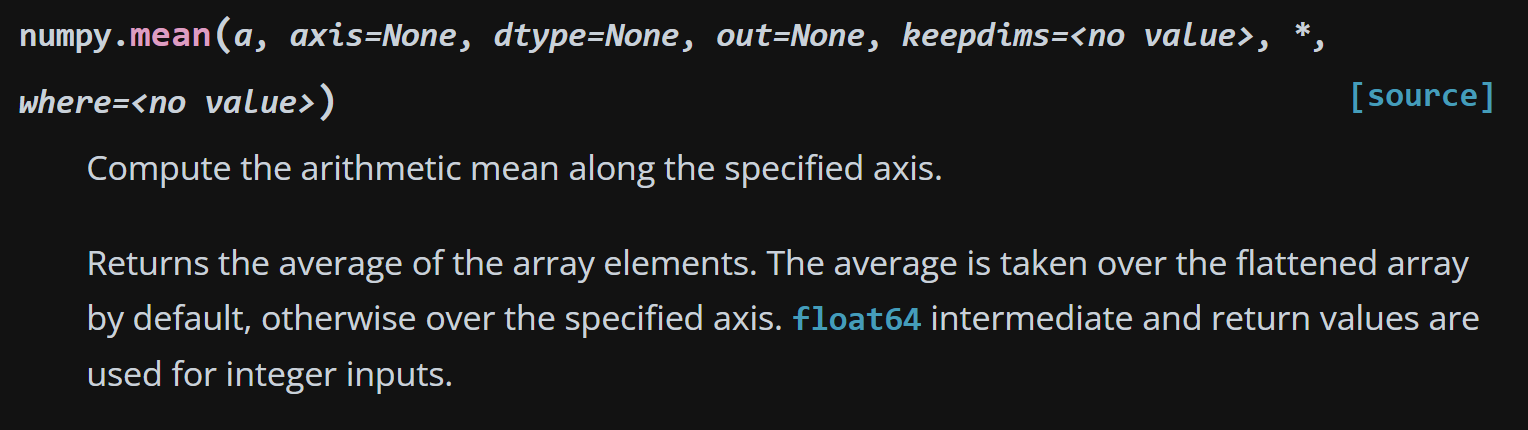 numpy.mean(a, axis=None, dtype=None, out=None, keepdims=<no value>, *,
where=<no value>) [source]
Compute the arithmetic mean along the specified axis.
Returns the average of the array elements. The average is taken over the flattened array
by default, otherwise over the specified axis. float64 intermediate and return values are
used for integer inputs.